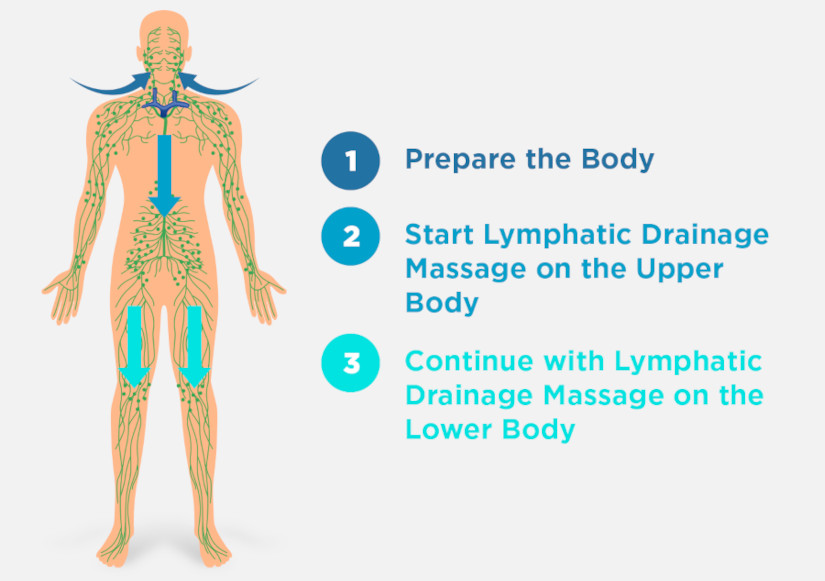 1 Prepare the Body
2 Start Lymphatic Drainage
Massage on the Upper
Body
3 Continue with Lymphatic
Drainage Massage on the
Lower Body